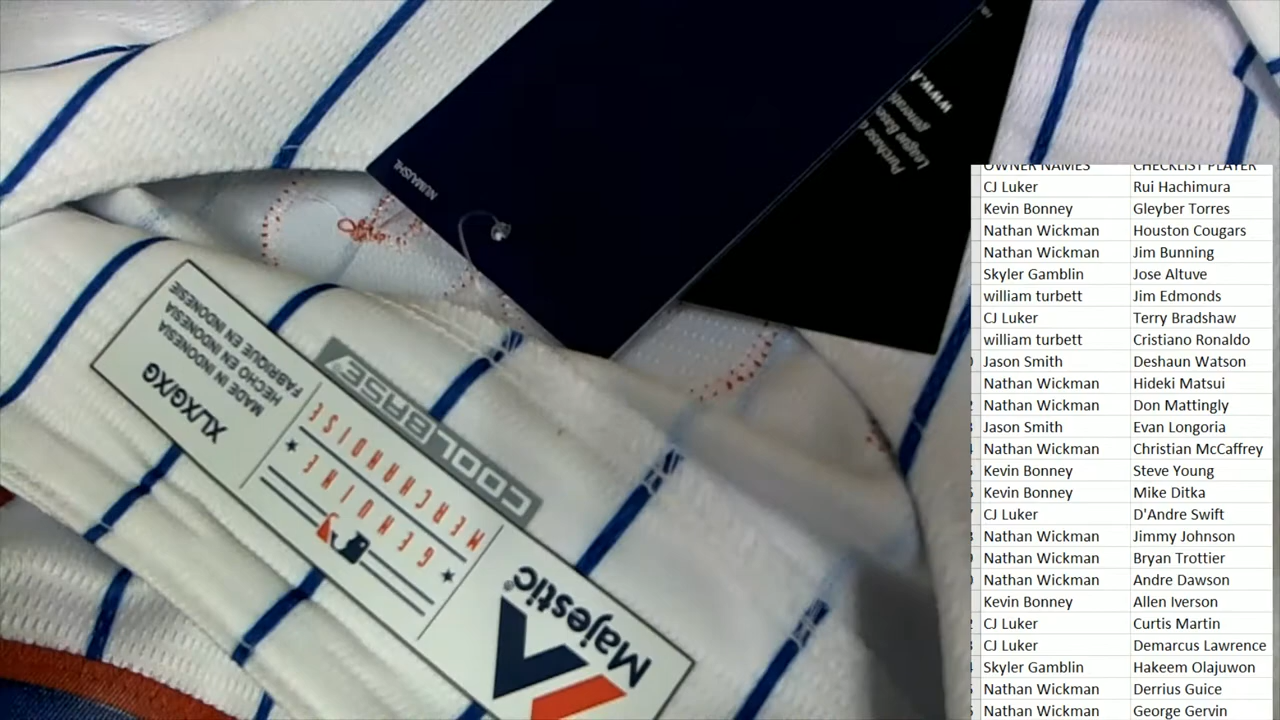 www.
generat
League Base
Purchase o
NUMAUSHL
MADE IN INDONESIA
HECHO EN INDONESIA
FABRIQUE EN INDONESIE
XL/XG/XG
COOLBASE
GENUINE
MERCHANDISE
Majestic®
OWNER NAMES CHECKLIST PLAYER
CJ Luker Rui Hachimura
Kevin Bonney Gleyber Torres
Nathan Wickman Houston Cougars
Nathan Wickman Jim Bunning
Skyler Gamblin Jose Altuve
william turbett Jim Edmonds
CJ Luker Terry Bradshaw
william turbett Cristiano Ronaldo
Jason Smith Deshaun Watson
Nathan Wickman Hideki Matsui
Nathan Wickman Don Mattingly
Jason Smith Evan Longoria
Nathan Wickman Christian McCaffrey
Kevin Bonney Steve Young
Kevin Bonney Mike Ditka
CJ Luker D'Andre Swift
Nathan Wickman Jimmy Johnson
Nathan Wickman Bryan Trottier
Nathan Wickman Andre Dawson
Kevin Bonney Allen Iverson
CJ Luker Curtis Martin
CJ Luker Demarcus Lawrence
Skyler Gamblin Hakeem Olajuwon
Nathan Wickman Derrius Guice
Nathan Wickman George Gervin